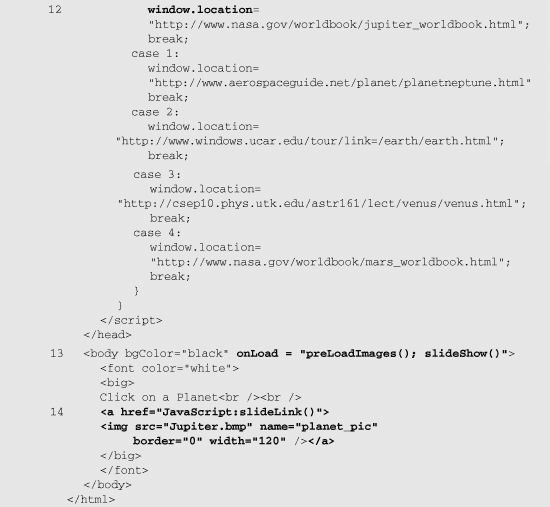 12 window.location=
"http://www.nasa.gov/worldbook/jupiter_worldbook.html";
break;
case 1:
window.location=
"http://www.aerospaceguide.net/planet/planetneptune.html"
break;
case 2:
window.location=
"http://www.windows.ucar.edu/tour/link=/earth/earth.html";
break;
case 3:
window.location=
"http://csep10.phys.utk.edu/astr161/lect/venus/venus.html";
break;
case 4:
window.location=
"http://www.nasa.gov/worldbook/mars_worldbook.html";
break;
}
}
</script>
</head>
13 <body bgColor="black" onLoad = "preLoadImages(); slideShow()">
<font color="white">
<big>
Click on a Planet<br /><br />
14 <a href="JavaScript:slideLink()">
<img src="Jupiter.bmp" name="planet_pic"
border="0" width="120" /></a>
</big>
</font>
</body>
</html>